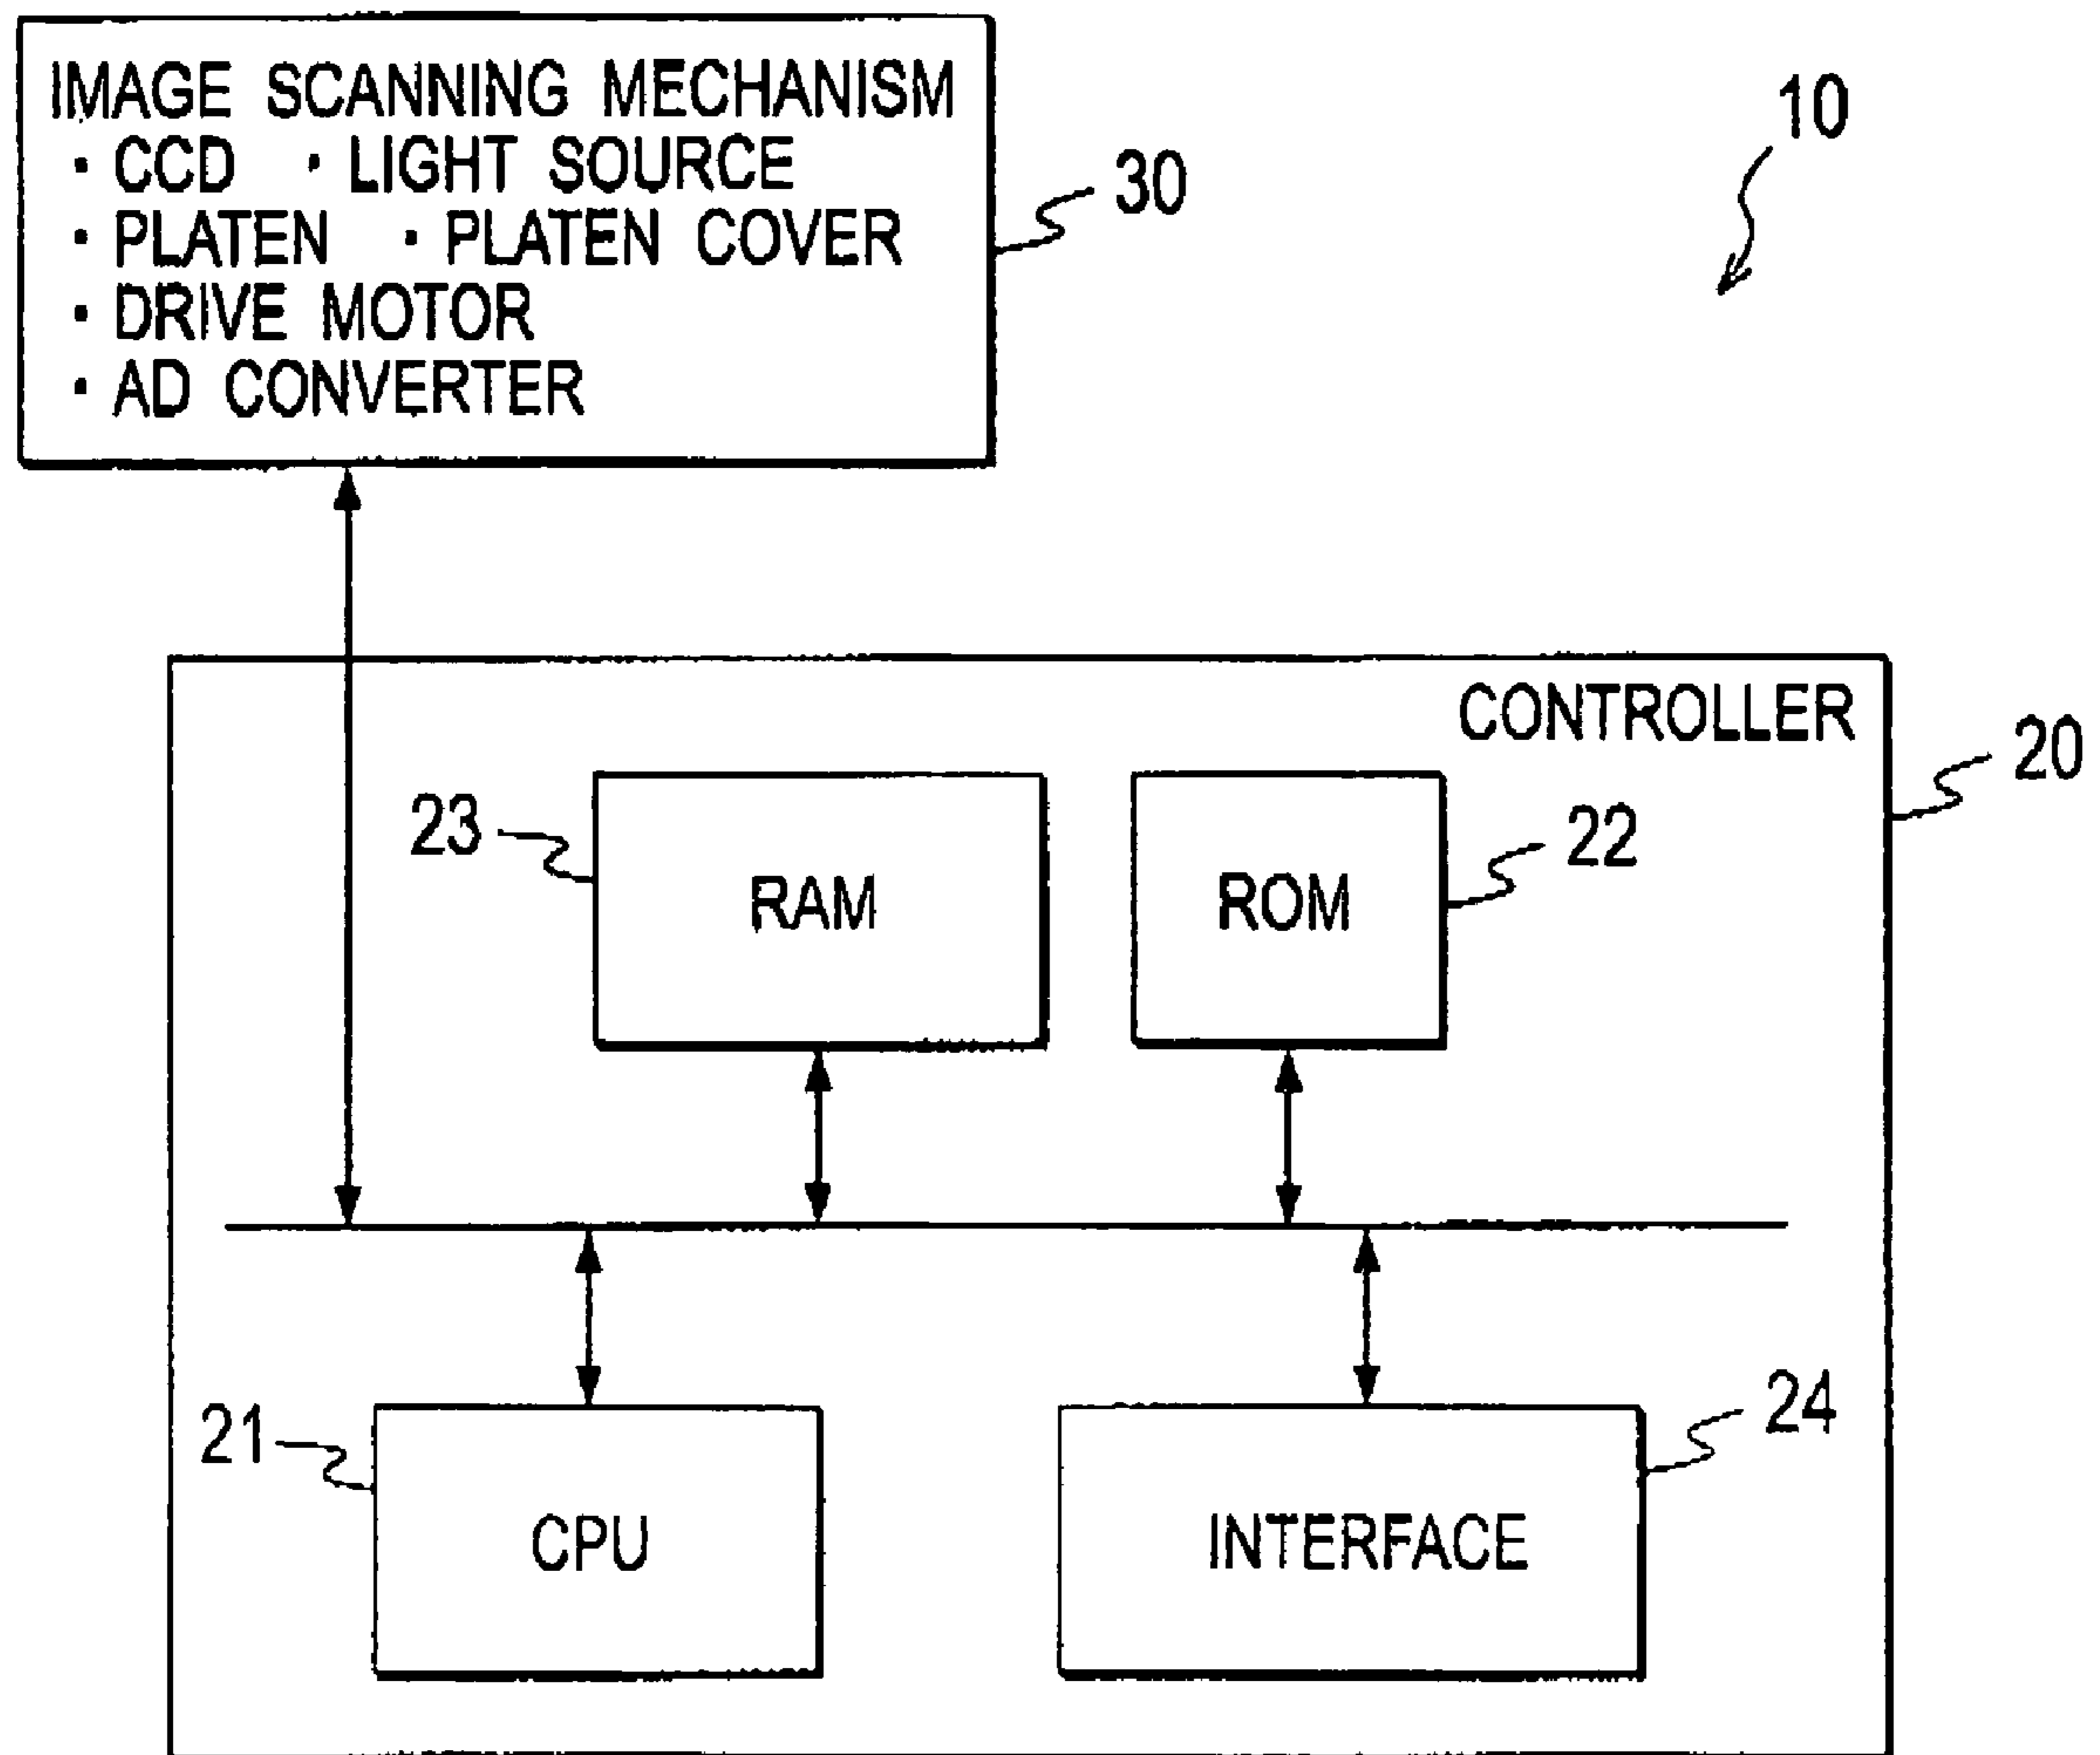 IMAGE SCANNING MECHANISM
· CCD · LIGHT SOURCE
· PLATEN · PLATEN COVER
· DRIVE MOTOR
· AD CONVERTER
30
10
CONTROLLER
20
23
RAM
ROM
22
21
CPU
INTERFACE
24